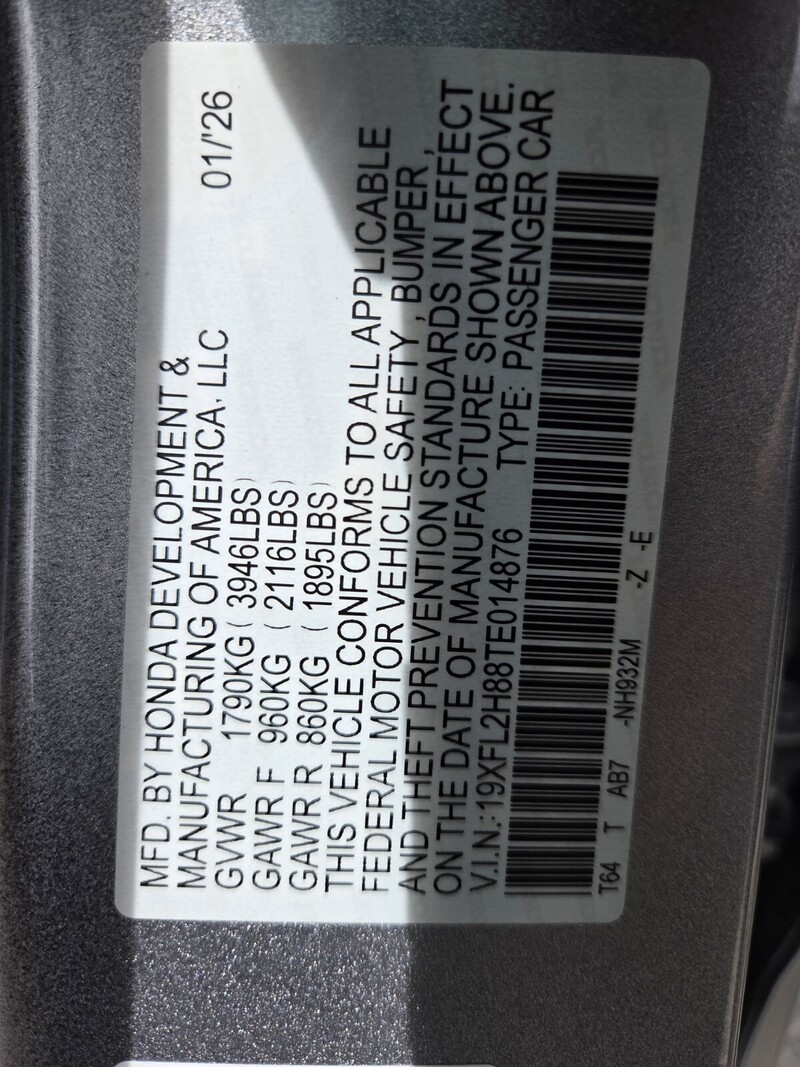 MFD. BY HONDA DEVELOPMENT &
MANUFACTURING OF AMERICA, LLC 01/'26
GVWR 1790KG ( 3946LBS)
GAWR F 960KG ( 2116LBS)
GAWR R 860KG ( 1895LBS)
THIS VEHICLE CONFORMS TO ALL APPLICABLE
FEDERAL MOTOR VEHICLE SAFETY , BUMPER ,
AND THEFT PREVENTION STANDARDS IN EFFECT
ON THE DATE OF MANUFACTURE SHOWN ABOVE.
V.I.N.:19XFL2H88TE014876 TYPE: PASSENGER CAR
T64 T AB7 -NH932M -Z -E